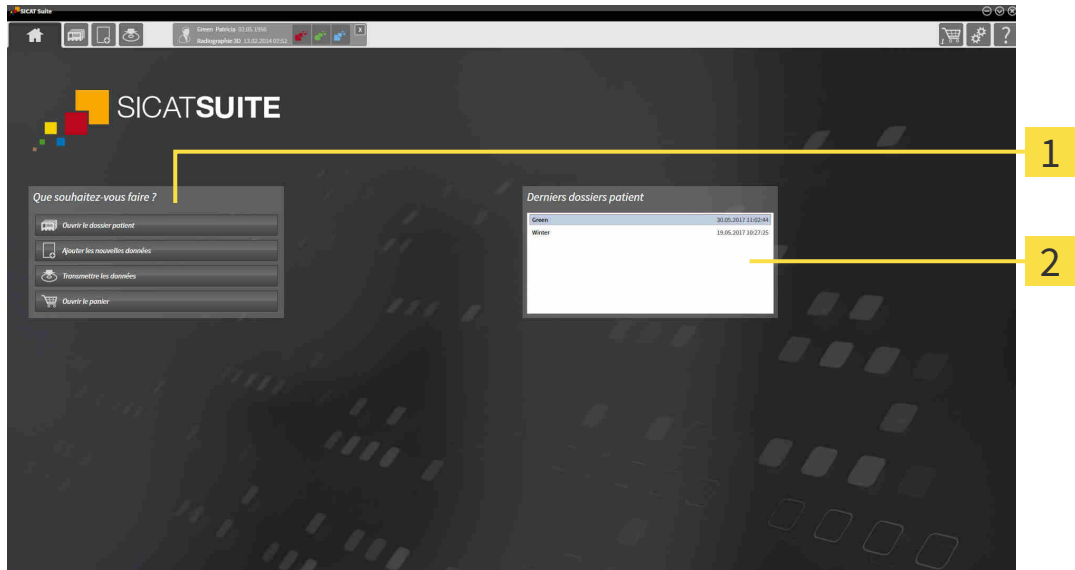 SICAT Suite
Green Patricia 03.05.1956
Radiographie 3D 13.02.2014 07:52
X
1
?
SICATSUITE
1
Que souhaitez-vous faire ?
Ouvrir le dossier patient
Ajouter les nouvelles données
Transmettre les données
Ouvrir le panier
Derniers dossiers patient
Green 30.05.2017 11:02:44
Winter 19.05.2017 10:27:25
2